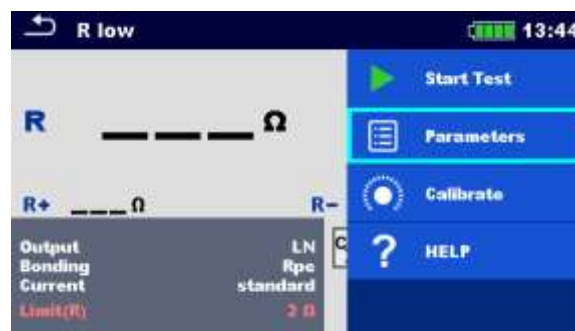 R low 13:44
Start Test
R ___ Ω
Parameters
R+ ___ Ω R-
Calibrate
Output LN C
Bonding Rpe
Current standard
Limit(R) 2 Ω
? HELP